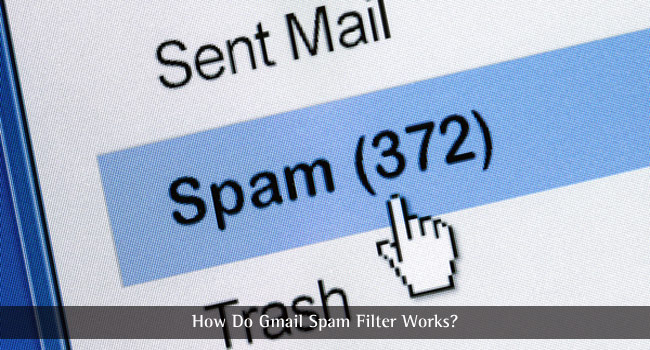 Sent Mail
Spam (372)
Trash
How Do Gmail Spam Filter Works?